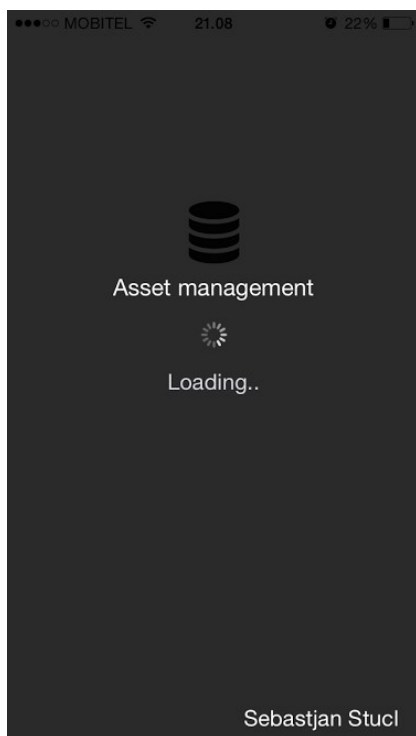 MOBITEL 21.08 22%
Asset management
Loading..
Sebastjan Stucl